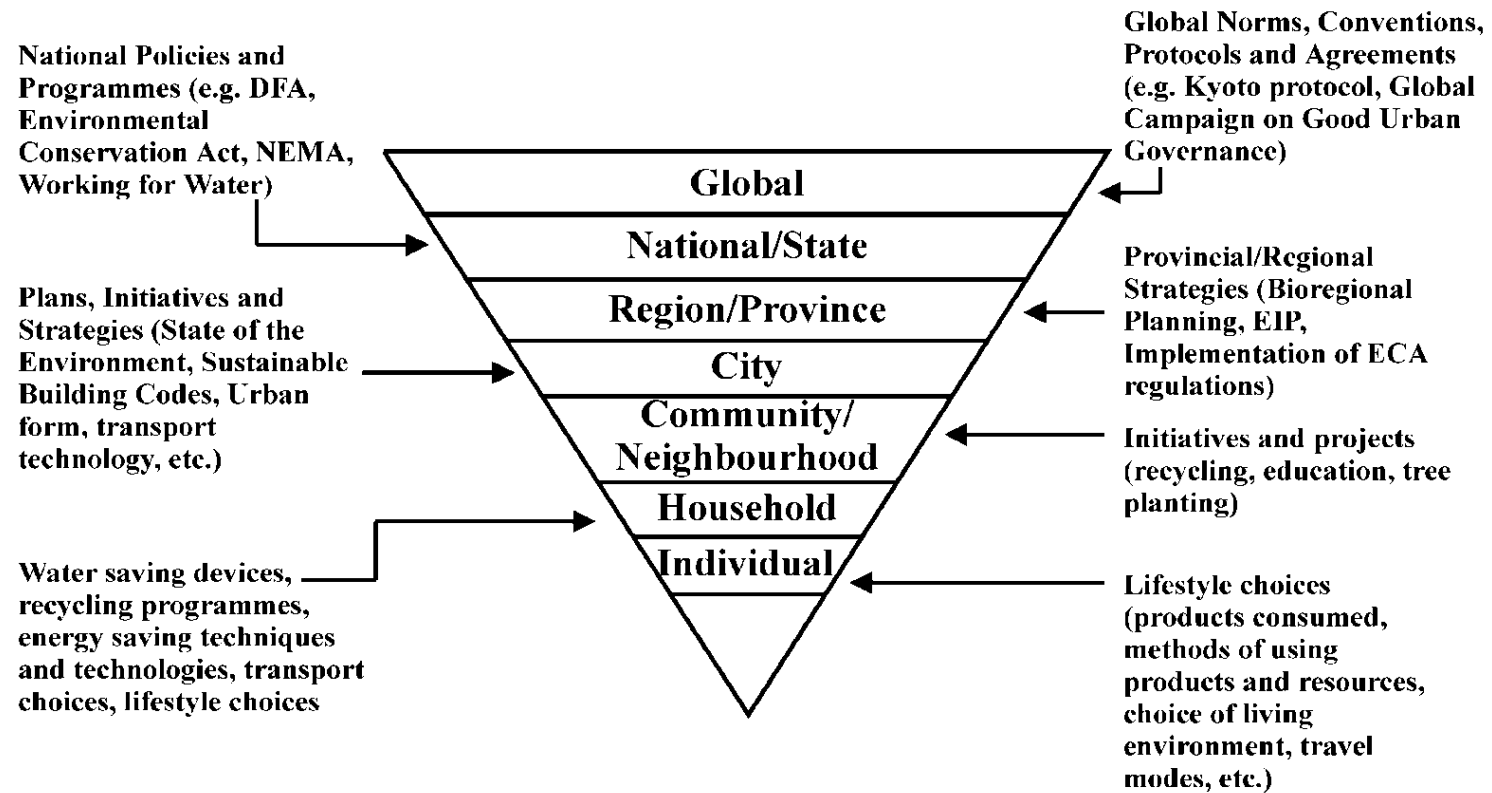 National Policies and
Programmes (e.g. DFA,
Environmental
Conservation Act, NEMA,
Working for Water)
Global Norms, Conventions,
Protocols and Agreements
(e.g. Kyoto protocol, Global
Campaign on Good Urban
Governance)
Global
National/State
Region/Province
City
Community/
Neighbourhood
Household
Individual
Plans, Initiatives and
Strategies (State of the
Environment, Sustainable
Building Codes, Urban
form, transport
technology, etc.)
Provincial/Regional
Strategies (Bioregional
Planning, EIP,
Implementation of ECA
regulations)
Initiatives and projects
(recycling, education, tree
planting)
Water saving devices,
recycling programmes,
energy saving techniques
and technologies, transport
choices, lifestyle choices
Lifestyle choices
(products consumed,
methods of using
products and resources,
choice of living
environment, travel
modes, etc.)